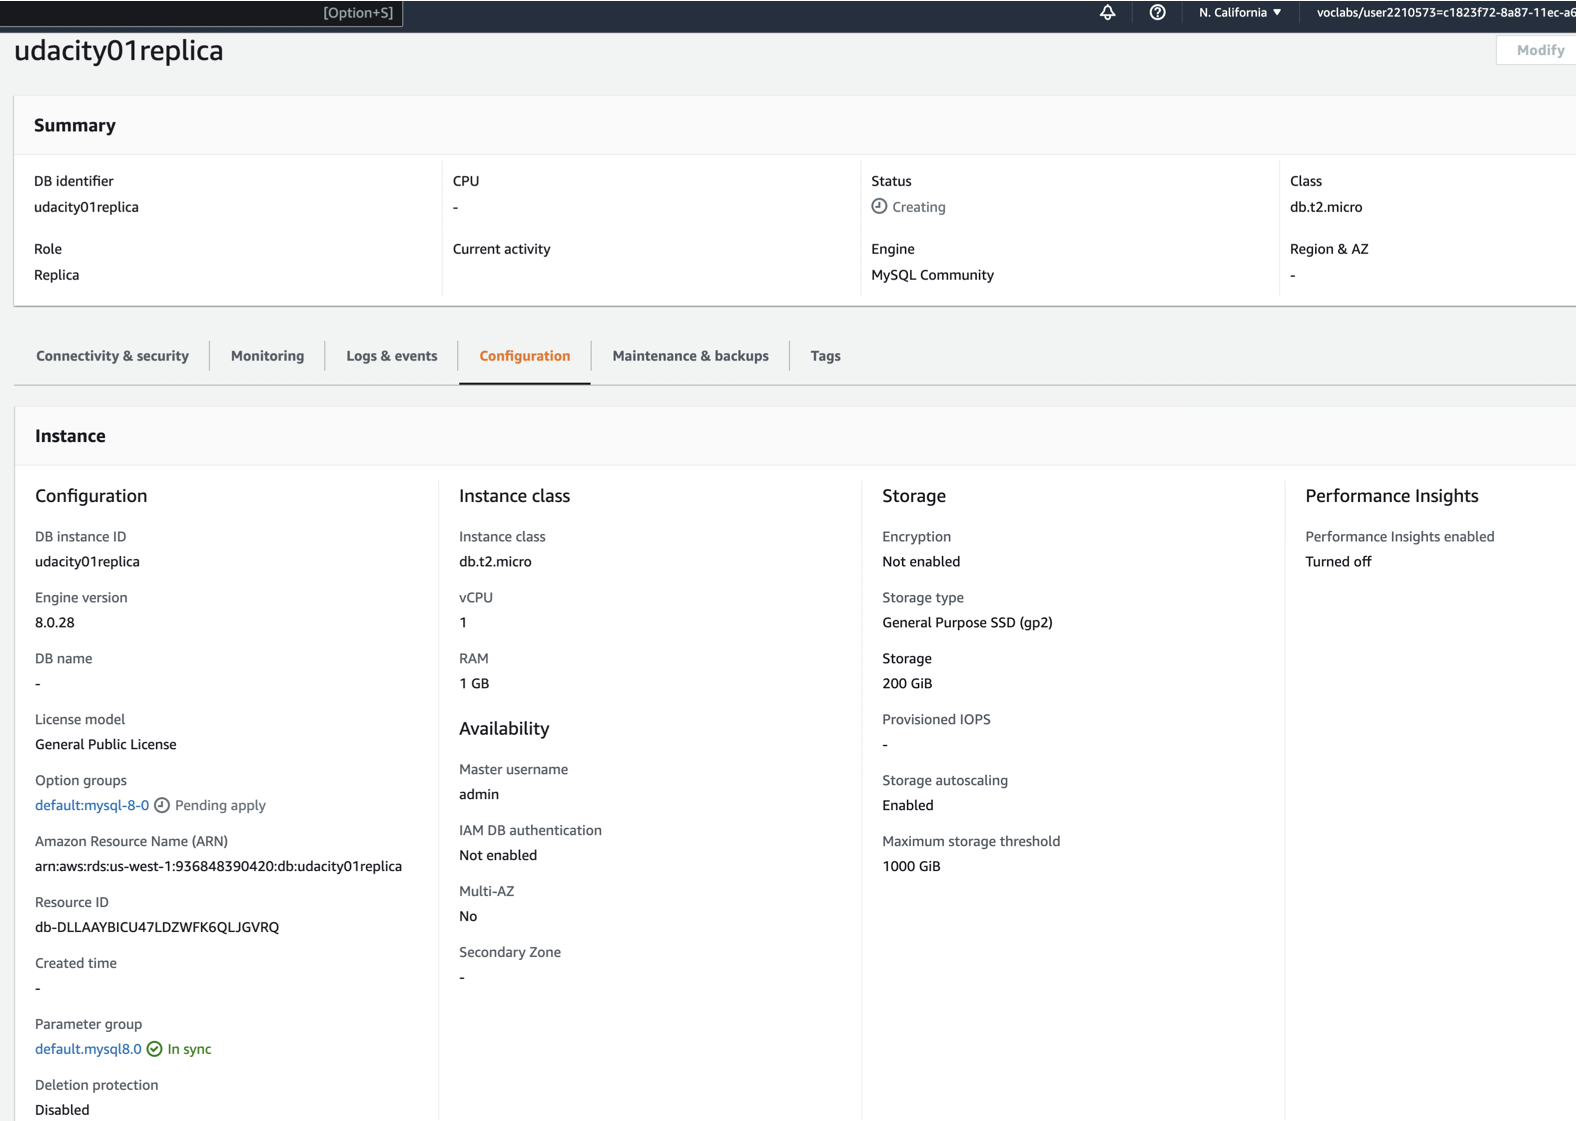 [Option+S]
N. California ▼
voclabs/user2210573=c1823f72-8a87-11ec-a6
udacity01replica
Modify
Summary
DB identifier
udacity01replica
CPU
-
Status
Creating
Class
db.t2.micro
Role
Replica
Current activity
Engine
MySQL Community
Region & AZ
-
Connectivity & security
Monitoring
Logs & events
Configuration
Maintenance & backups
Tags
Instance
Configuration
DB instance ID
udacity01replica
Engine version
8.0.28
DB name
-
License model
General Public License
Option groups
default:mysql-8-0 Pending apply
Amazon Resource Name (ARN)
arn:aws:rds:us-west-1:936848390420:db:udacity01replica
Resource ID
db-DLLAAYBICU47LDZWFK6QLJGVRQ
Created time
-
Parameter group
default.mysql8.0 In sync
Deletion protection
Disabled
Instance class
Instance class
db.t2.micro
vCPU
1
RAM
1 GB
Availability
Master username
admin
IAM DB authentication
Not enabled
Multi-AZ
No
Secondary Zone
-
Storage
Encryption
Not enabled
Storage type
General Purpose SSD (gp2)
Storage
200 GiB
Provisioned IOPS
-
Storage autoscaling
Enabled
Maximum storage threshold
1000 GiB
Performance Insights
Performance Insights enabled
Turned off